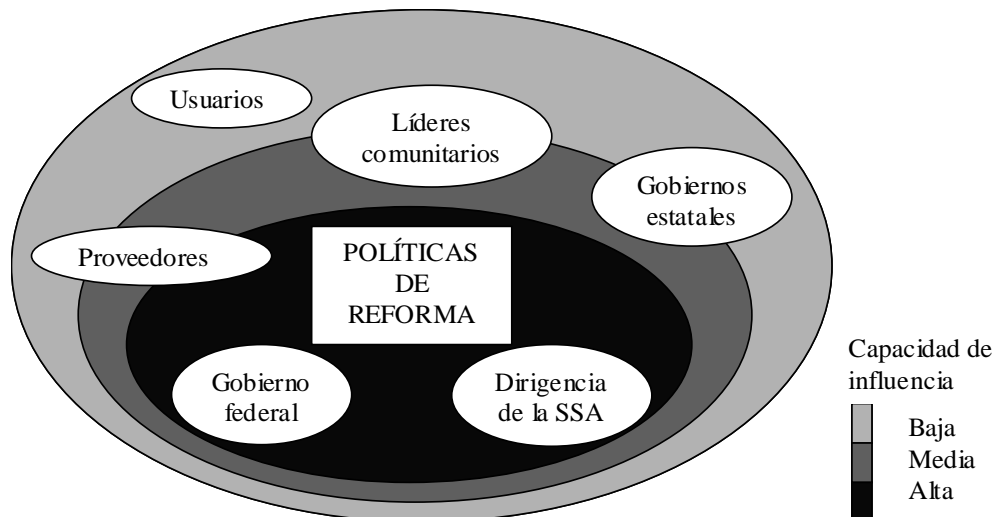 Usuarios
Líderes
comunitarios
Gobiernos
estatales
Proveedores
POLÍTICAS
DE
REFORMA
Gobierno
federal
Dirigencia
de la SSA
Capacidad de
influencia
Baja
Media
Alta